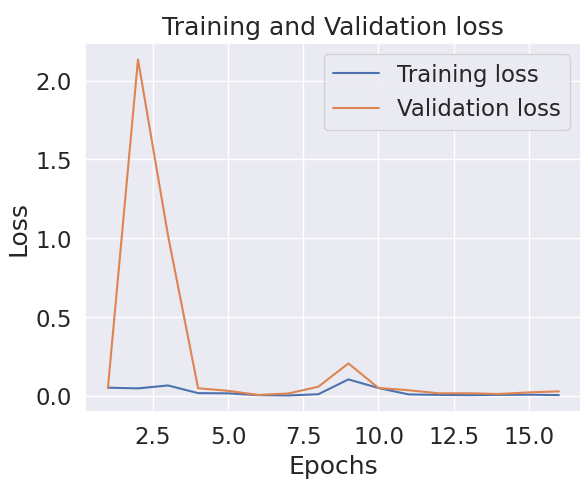 Training and Validation loss
Training loss
Validation loss
2.0
1.5
1.0
0.5
0.0
Loss
2.5
5.0
7.5
10.0
12.5
15.0
Epochs